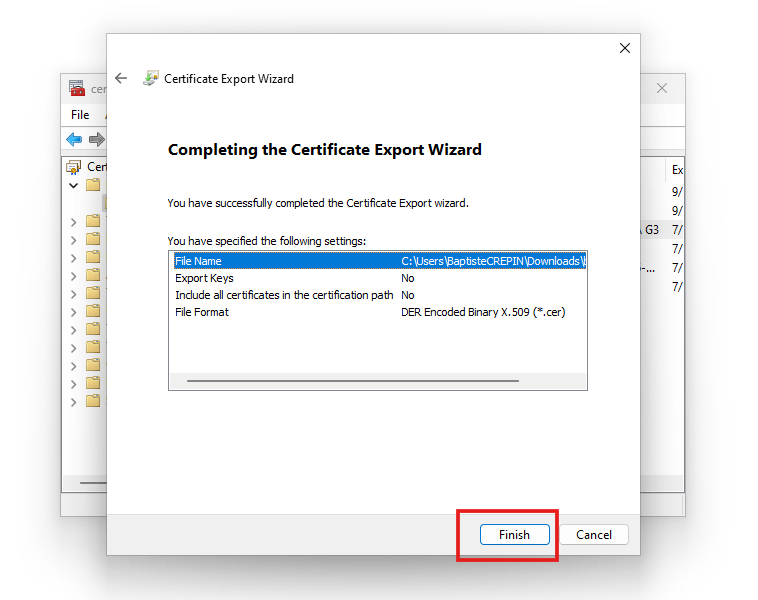 Certificate Export Wizard
cer
File
Cert
Ex
9/
9/
G3 7/
7/
-... 7/
7/
Completing the Certificate Export Wizard
You have successfully completed the Certificate Export wizard.
You have specified the following settings:
File Name C:\Users\BaptisteCREPIN\Downloads\
Export Keys No
Include all certificates in the certification path No
File Format DER Encoded Binary X.509 (*.cer)
Finish Cancel